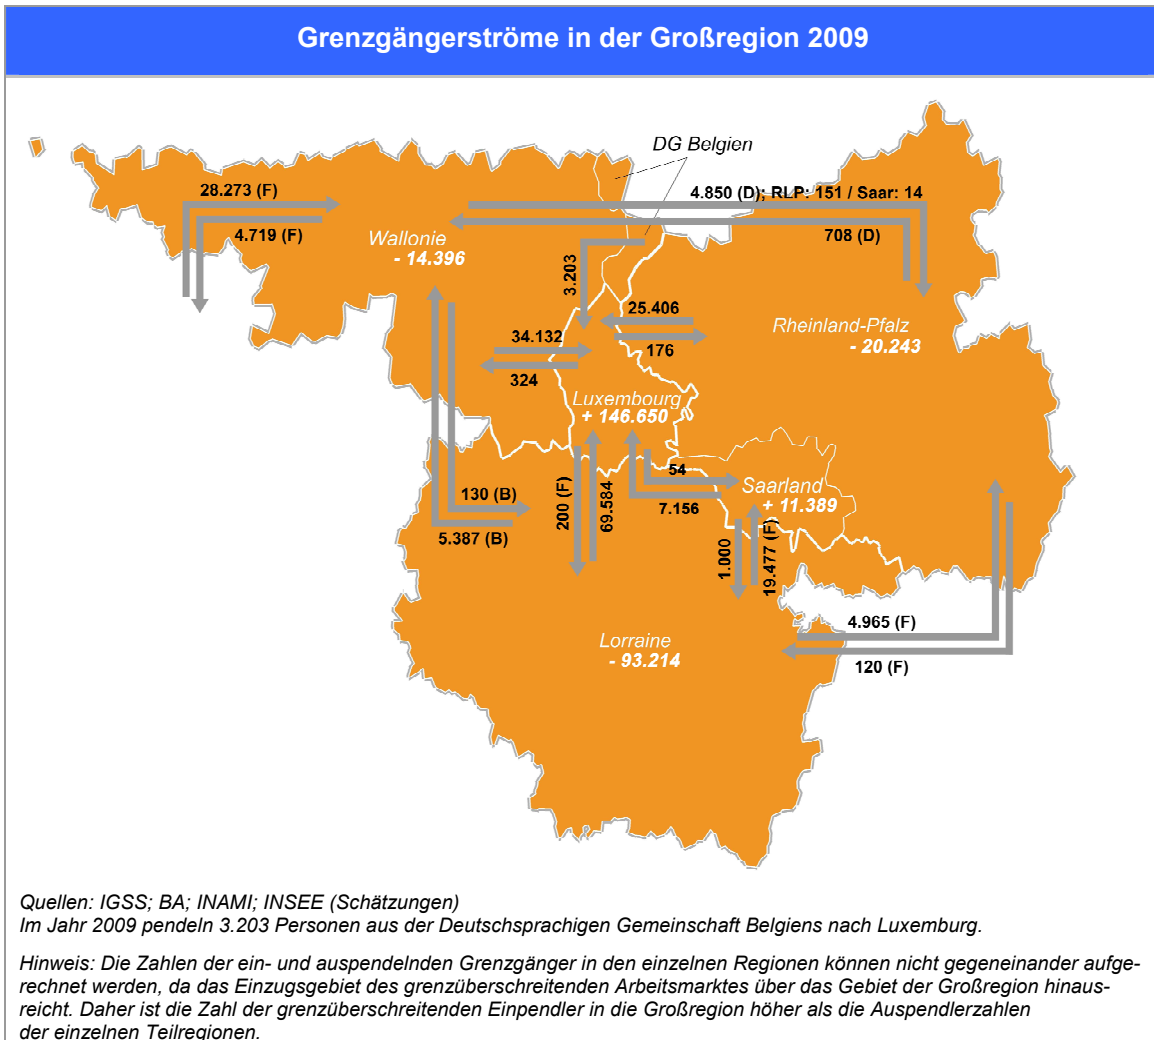 Grenzgängerströme in der Großregion 2009
DG Belgien
28.273 (F)
4.850 (D); RLP: 151 / Saar: 14
4.719 (F)
708 (D)
Wallonie
- 14.396
3.203
25.406
Rheinland-Pfalz
- 20.243
34.132
176
324
Luxembourg
+ 146.650
54
Saarland
+ 11.389
130 (B)
200 (F)
69.584
7.156
5.387 (B)
1.000
19.477 (F)
4.965 (F)
Lorraine
- 93.214
120 (F)
Quellen: IGSS; BA; INAMI; INSEE (Schätzungen)
Im Jahr 2009 pendeln 3.203 Personen aus der Deutschsprachigen Gemeinschaft Belgiens nach Luxemburg.
Hinweis: Die Zahlen der ein- und auspendelnden Grenzgänger in den einzelnen Regionen können nicht gegeneinander aufge-
rechnet werden, da das Einzugsgebiet des grenzüberschreitenden Arbeitsmarktes über das Gebiet der Großregion hinaus-
reicht. Daher ist die Zahl der grenzüberschreitenden Einpendler in die Großregion höher als die Auspendlerzahlen
der einzelnen Teilregionen.